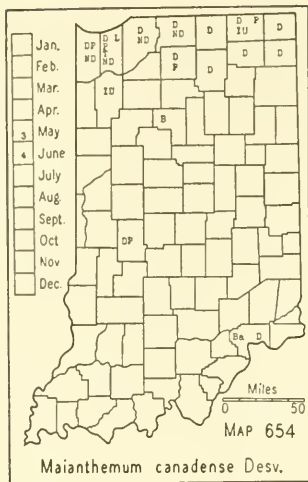 D D L D D D P D
DP P ND ND IU
ND ND
D D D D
P
IU
B
DP
Ba D
Jan.
Feb.
Mar.
Apr.
3 May
4 June
July
Aug.
Sept.
Oct
Nov
Dec.
Miles
0 50
MAP 654
Maianthemum canadense Desv.